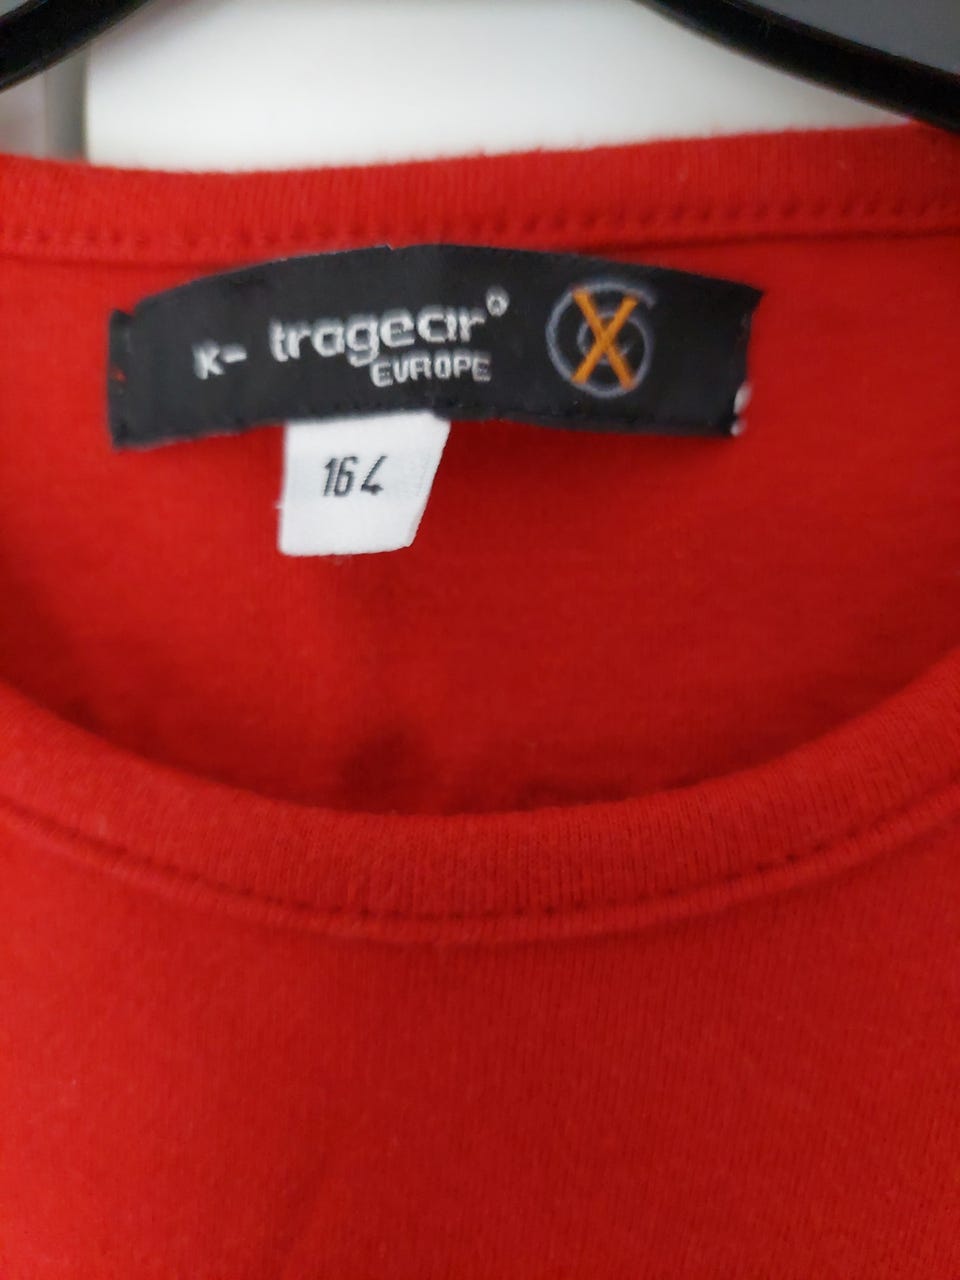 K- tragear®
EUROPE
X
164